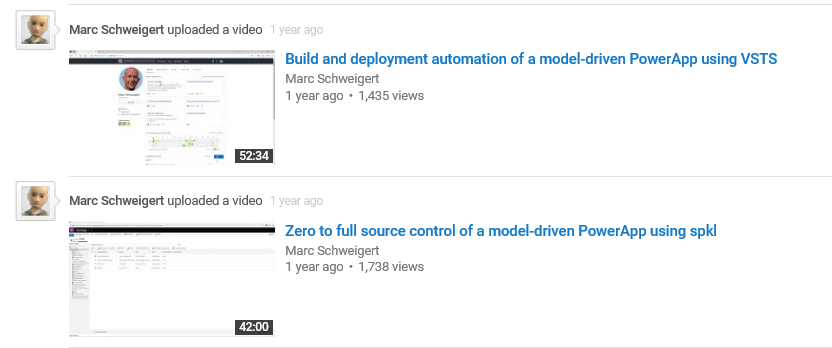 Marc Schweigert uploaded a video 1 year ago
Build and deployment automation of a model-driven PowerApp using VSTS
Marc Schweigert
1 year ago • 1,435 views
52:34
Marc Schweigert uploaded a video 1 year ago
Zero to full source control of a model-driven PowerApp using spkl
Marc Schweigert
1 year ago • 1,738 views
42:00